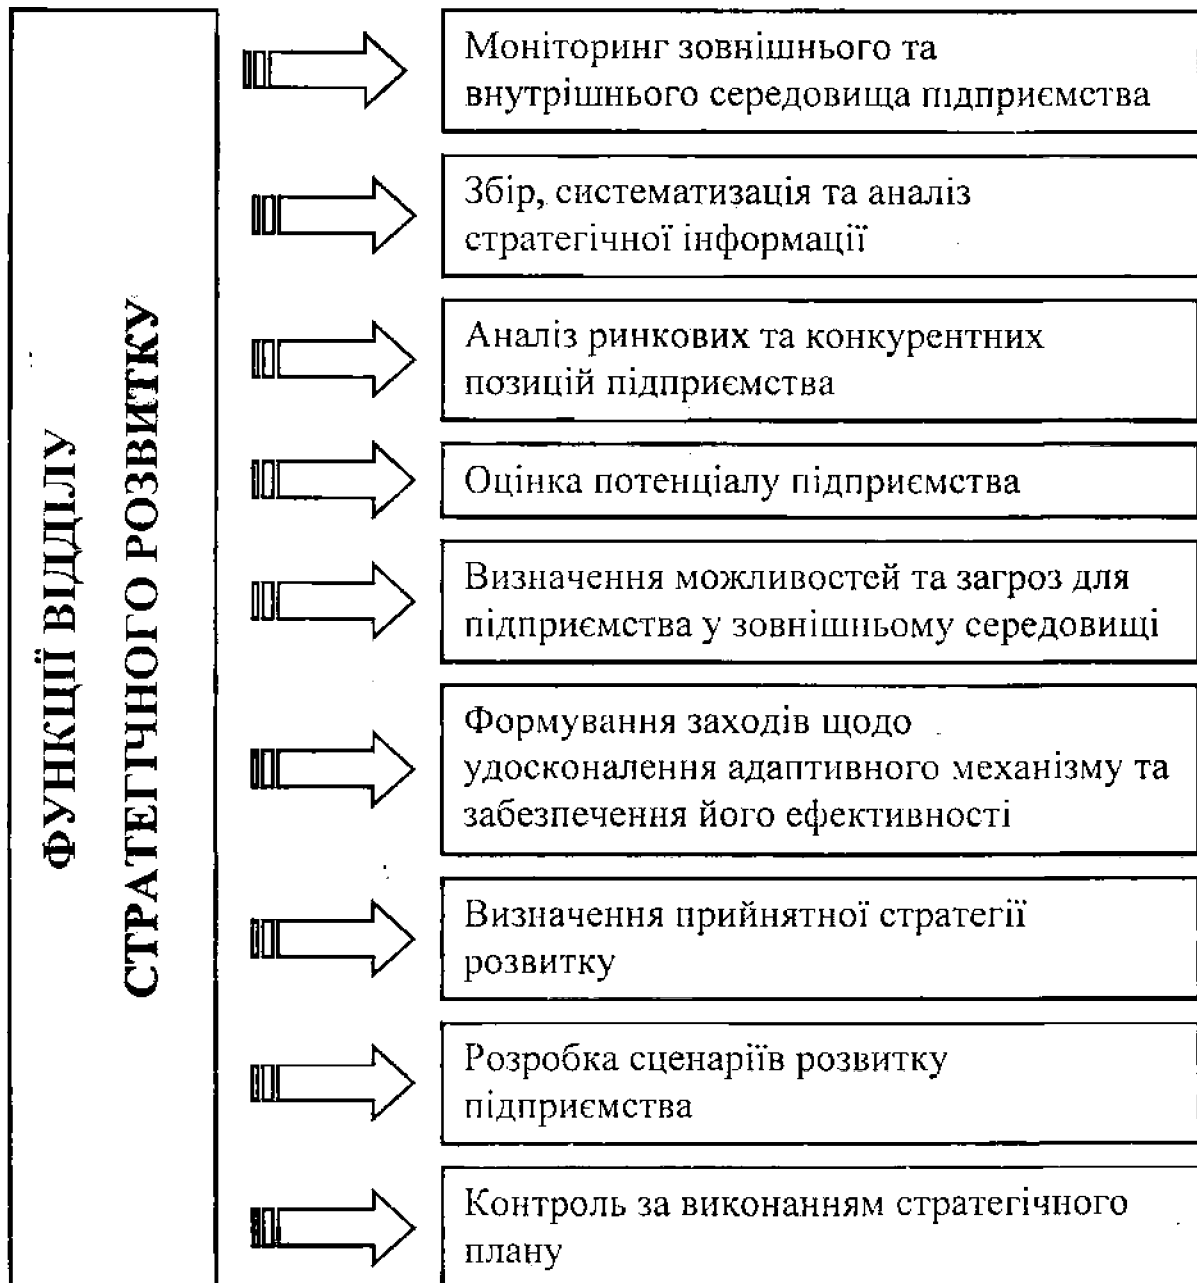 ФУНКЦІЇ ВІДДІЛУ
СТРАТЕГІЧНОГО РОЗВИТКУ
Моніторинг зовнішнього та
внутрішнього середовища підприємства
Збір, систематизація та аналіз
стратегічної інформації
Аналіз ринкових та конкурентних
позицій підприємства
Оцінка потенціалу підприємства
Визначення можливостей та загроз для
підприємства у зовнішньому середовищі
Формування заходів щодо
удосконалення адаптивного механізму та
забезпечення його ефективності
Визначення прийнятної стратегії
розвитку
Розробка сценаріїв розвитку
підприємства
Контроль за виконанням стратегічного
плану